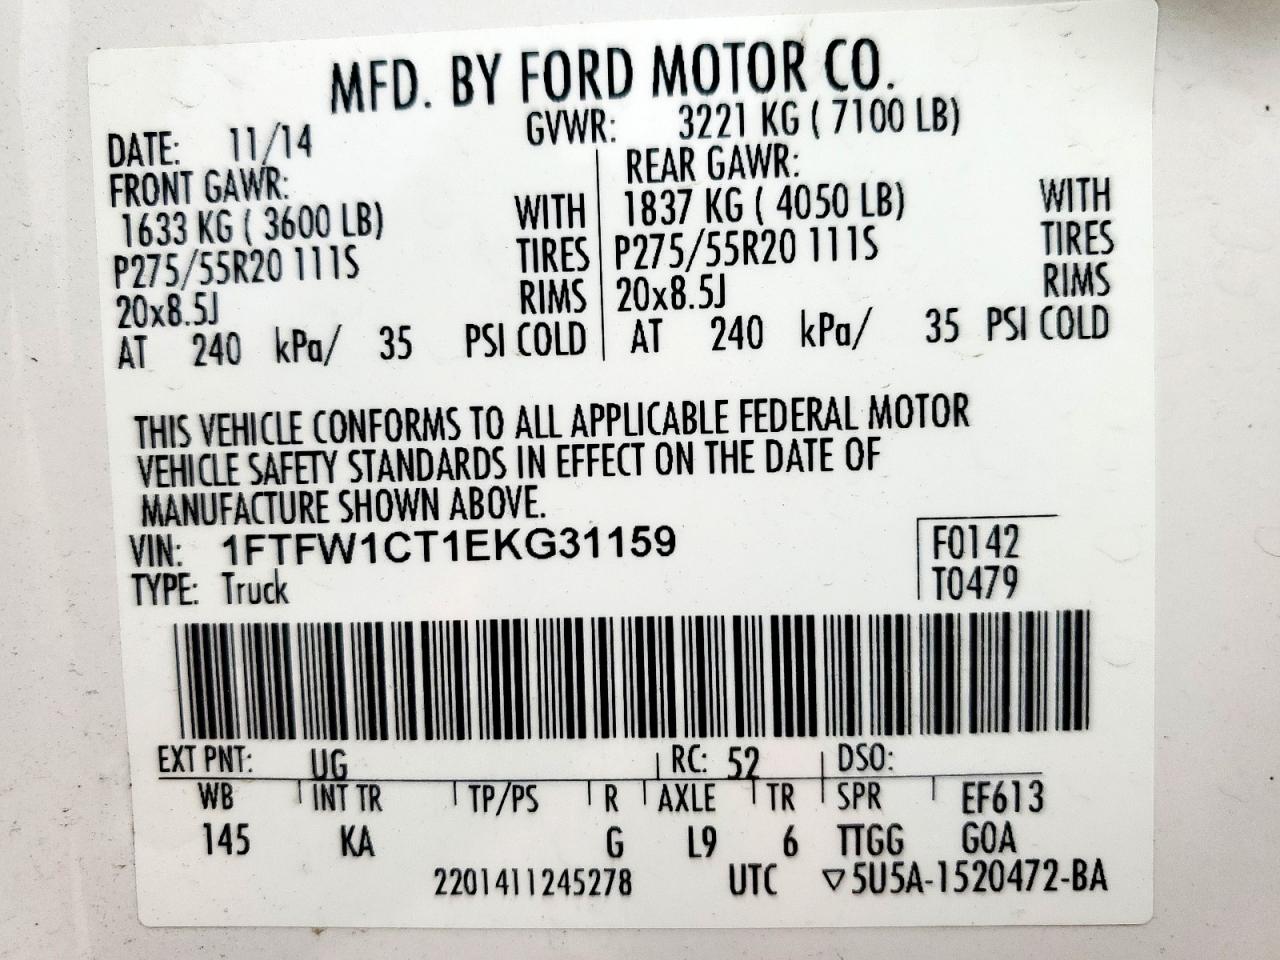 MFD. BY FORD MOTOR CO.
DATE: 11/14 GVWR: 3221 KG ( 7100 LB)
FRONT GAWR: REAR GAWR:
1633 KG ( 3600 LB) WITH 1837 KG ( 4050 LB) WITH
P275/55R20 111S TIRES P275/55R20 111S TIRES
20x8.5J RIMS 20x8.5J RIMS
AT 240 kPa/ 35 PSI COLD AT 240 kPa/ 35 PSI COLD
THIS VEHICLE CONFORMS TO ALL APPLICABLE FEDERAL MOTOR
VEHICLE SAFETY STANDARDS IN EFFECT ON THE DATE OF
MANUFACTURE SHOWN ABOVE.
VIN: 1FTFW1CT1EKG31159 F0142
TYPE: Truck T0479
EXT PNT: UG RC: 52 DSO:
WB INT TR TP/PS R AXLE TR SPR EF613
145 KA G L9 6 TTGG GOA
2201411245278 UTC ▽5U5A-1520472-BA